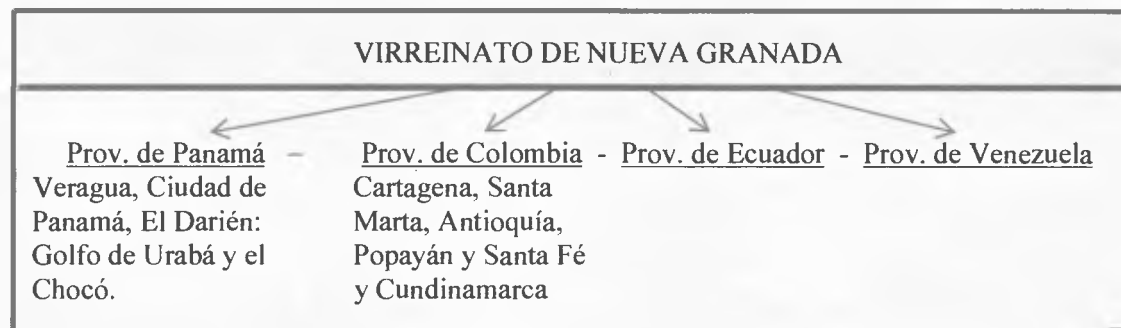 VIRREINATO DE NUEVA GRANADA
Prov. de Panamá - Prov. de Colombia - Prov. de Ecuador - Prov. de Venezuela
Veragua, Ciudad de
Panamá, El Darién:
Golfo de Urabá y el
Chocó.
Cartagena, Santa
Marta, Antioquía,
Popayán y Santa Fé
y Cundinamarca